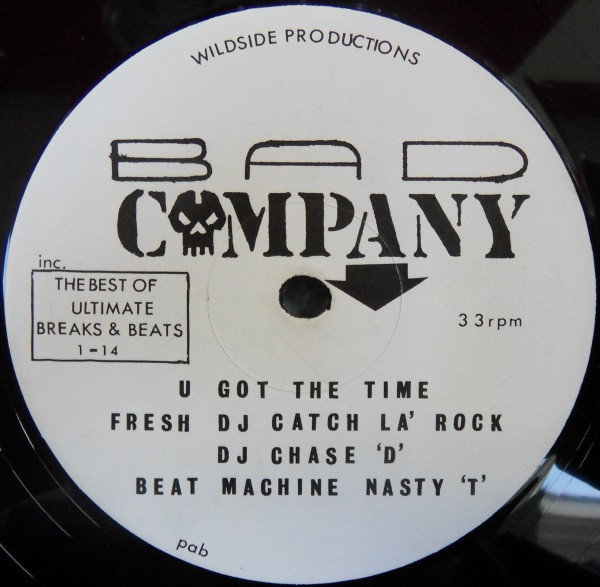 WILDSIDE PRODUCTIONS
BAD
COMPANY
inc.
THE BEST OF
ULTIMATE
BREAKS & BEATS
1-14
33rpm
U GOT THE TIME
FRESH DJ CATCH LA' ROCK
DJ CHASE 'D'
BEAT MACHINE NASTY 'T'
pab